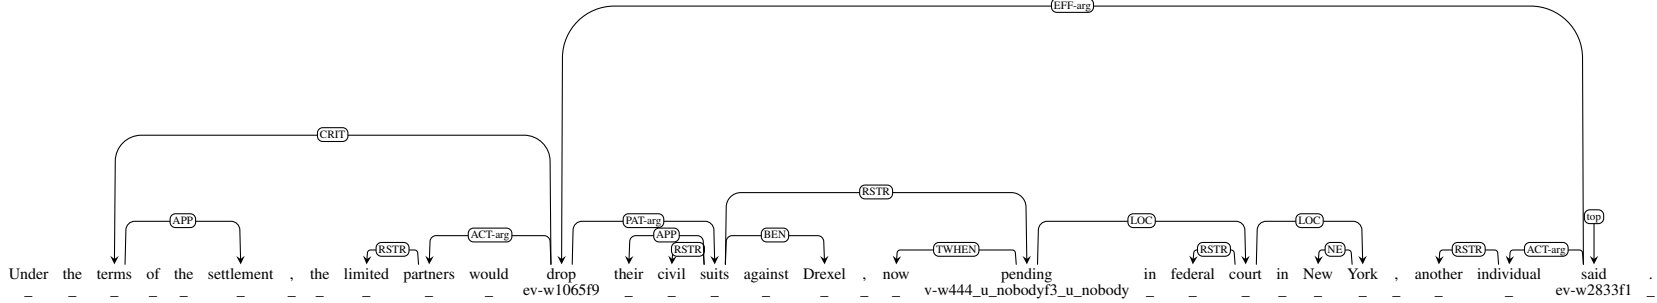 EFF-arg
CRIT
RSTR
APP PAT-arg LOC LOC top
ACT-arg APP BEN
RSTR RSTR TWHEN RSTR NE RSTR ACT-arg
Under the terms of the settlement , the limited partners would drop their civil suits against Drexel , now pending in federal court in New York , another individual said .
_ _ _ _ _ _ _ _ _ _ _ ev-w1065f9 _ _ _ _ _ _ _ v-w444_u_nobodyf3_u_nobody _ _ _ _ _ _ _ _ _ ev-w2833f1 _